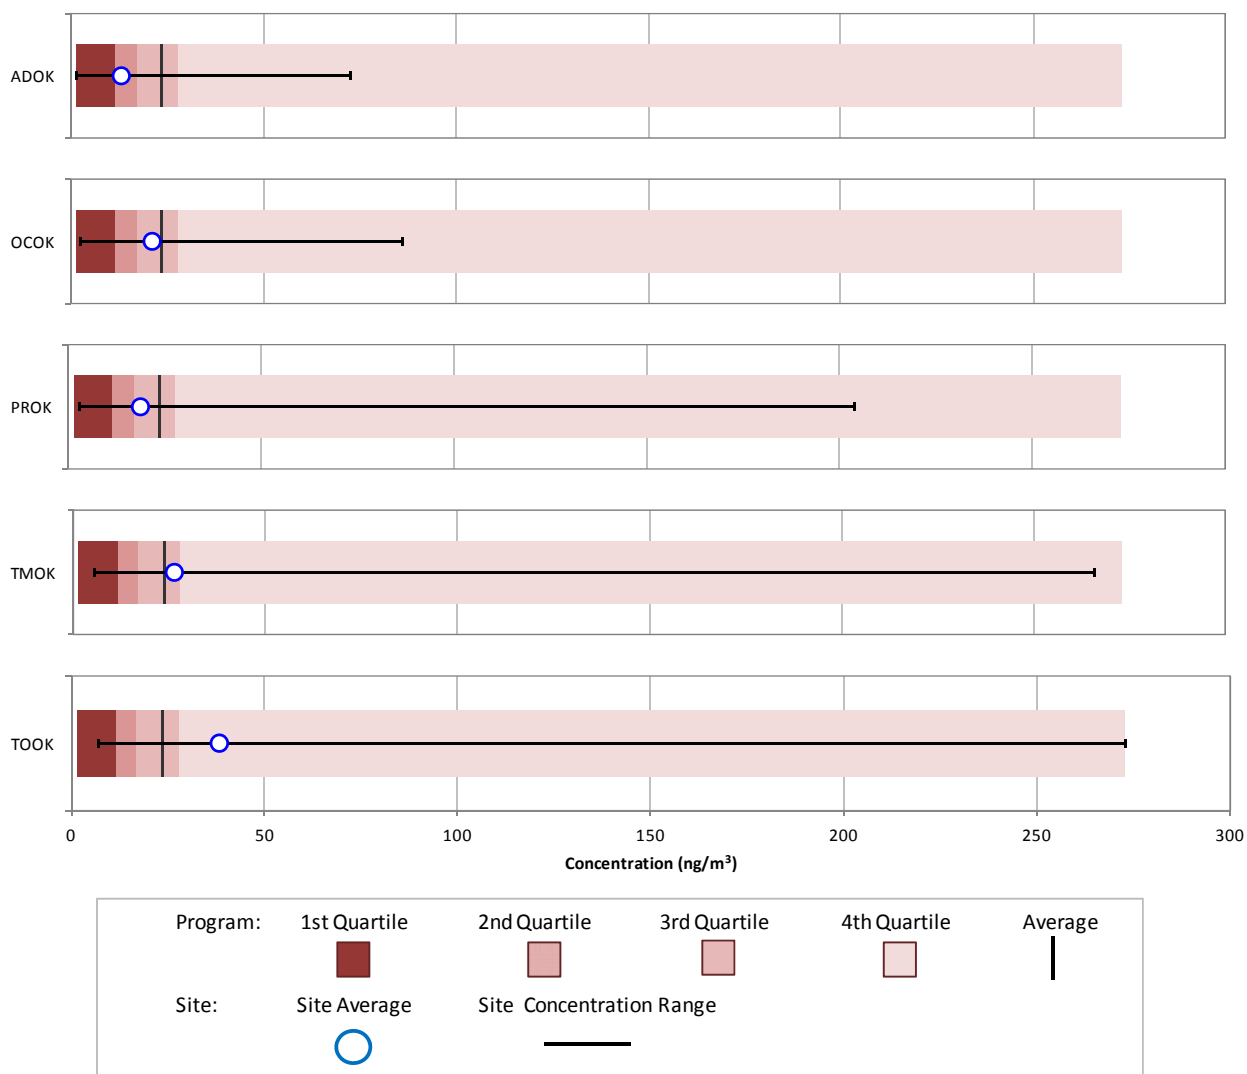 ADOK
OCOK
PROK
TMOK
TOOK
0 50 100 150 200 250 300
Concentration (ng/m³)
Program: 1st Quartile 2nd Quartile 3rd Quartile 4th Quartile Average
Site: Site Average Site Concentration Range